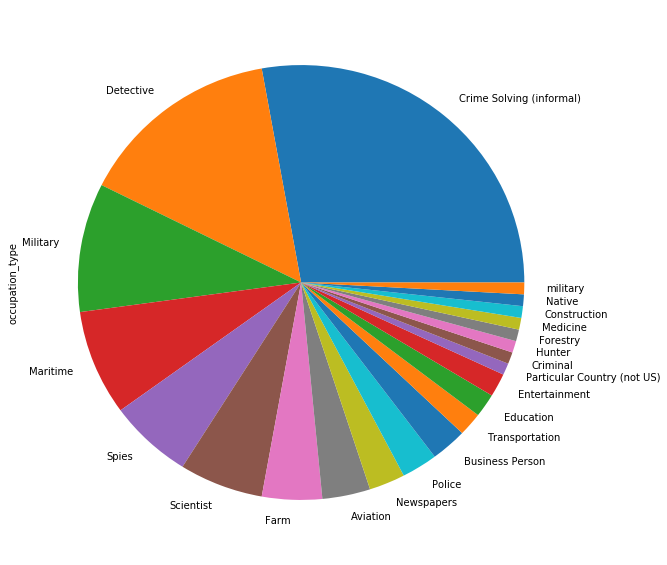 Crime Solving (informal)
Detective
Military
occupation_type
Maritime
Spies
Scientist
Farm
Aviation
Newspapers
Police
Business Person
Transportation
Education
Entertainment
Particular Country (not US)
Criminal
Hunter
Forestry
Medicine
Construction
Native
military